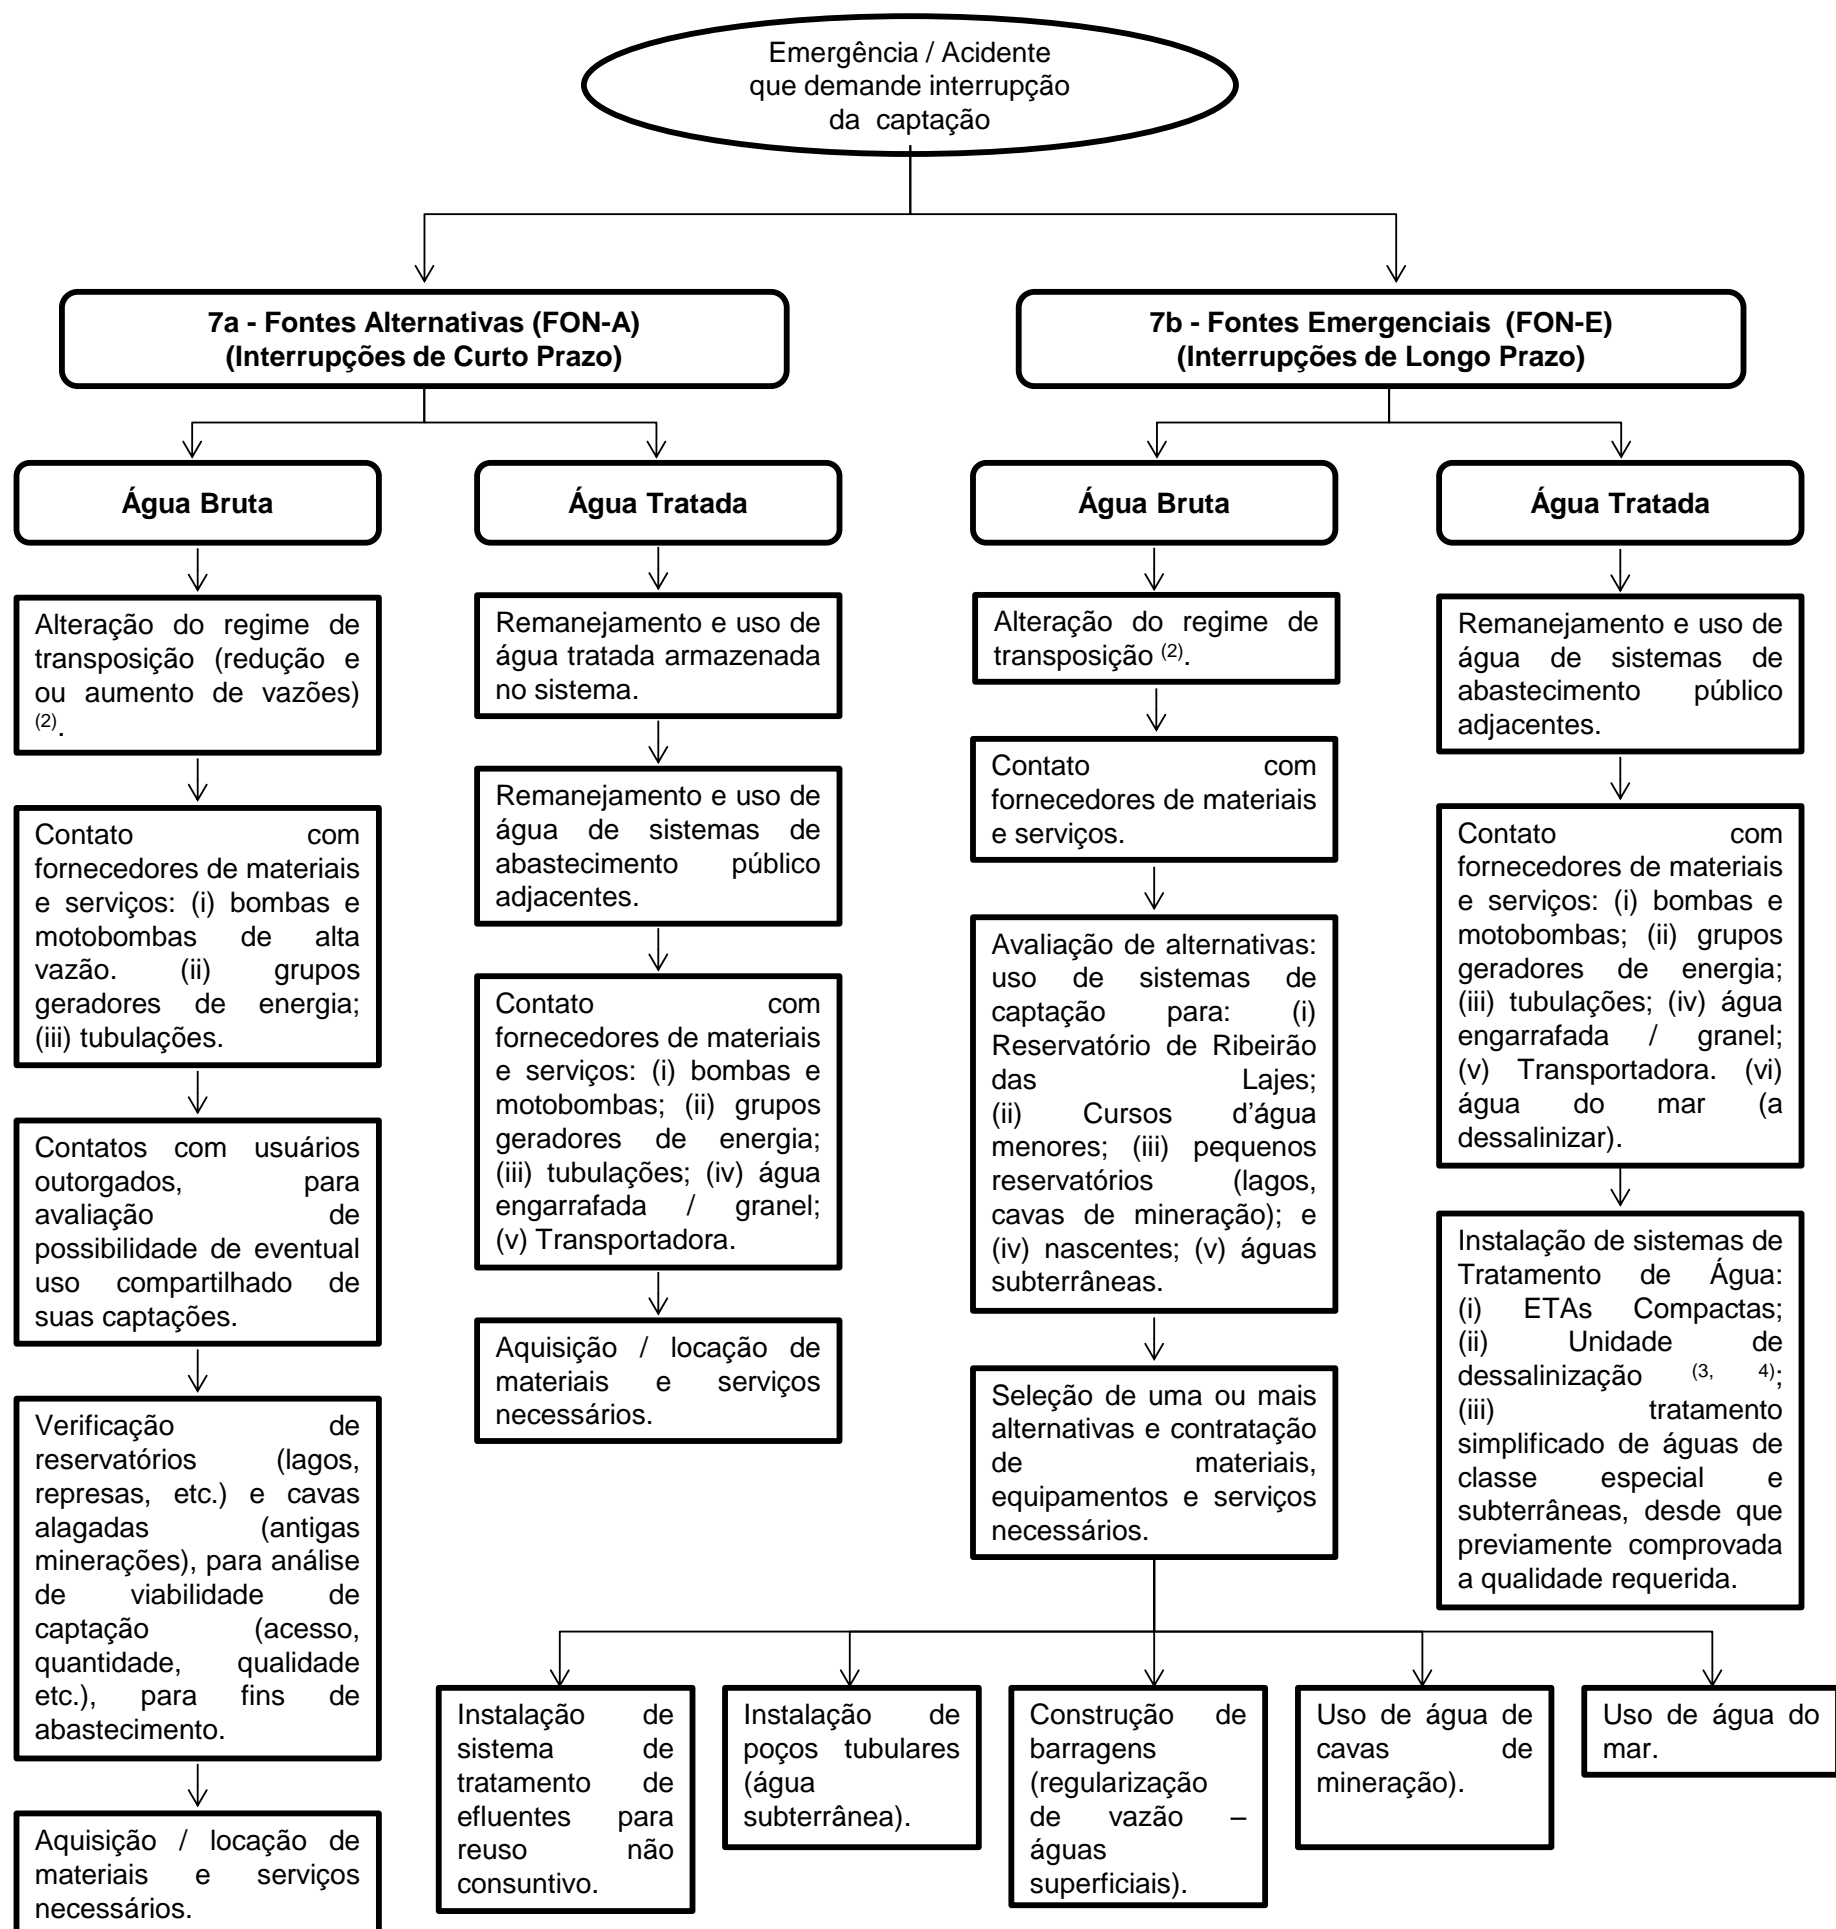 Emergência / Acidente
que demande interrupção
da captação
7a - Fontes Alternativas (FON-A)
(Interrupções de Curto Prazo)
7b - Fontes Emergenciais (FON-E)
(Interrupções de Longo Prazo)
Água Bruta
Água Tratada
Água Bruta
Água Tratada
Alteração do regime de
transposição (redução e
ou aumento de vazões)
(2).
Contato com
fornecedores de materiais
e serviços: (i) bombas e
motobombas de alta
vazão. (ii) grupos
geradores de energia;
(iii) tubulações.
Contatos com usuários
outorgados, para
avaliação de
possibilidade de eventual
uso compartilhado de
suas captações.
Verificação de
reservatórios (lagos,
represas, etc.) e cavas
alagadas (antigas
minerações), para análise
de viabilidade de
captação (acesso,
quantidade, qualidade
etc.), para fins de
abastecimento.
Aquisição / locação de
materiais e serviços
necessários.
Remanejamento e uso de
água tratada armazenada
no sistema.
Remanejamento e uso de
água de sistemas de
abastecimento público
adjacentes.
Contato com
fornecedores de materiais
e serviços: (i) bombas e
motobombas; (ii) grupos
geradores de energia;
(iii) tubulações; (iv) água
engarrafada / granel;
(v) Transportadora.
Aquisição / locação de
materiais e serviços
necessários.
Alteração do regime de
transposição (2).
Contato com
fornecedores de materiais
e serviços.
Avaliação de alternativas:
uso de sistemas de
captação para: (i)
Reservatório de Ribeirão
das Lajes;
(ii) Cursos d’água
menores; (iii) pequenos
reservatórios (lagos,
cavas de mineração); e
(iv) nascentes; (v) águas
subterrâneas.
Seleção de uma ou mais
alternativas e contratação
de materiais,
equipamentos e serviços
necessários.
Remanejamento e uso de
água de sistemas de
abastecimento público
adjacentes.
Contato com
fornecedores de materiais
e serviços: (i) bombas e
motobombas; (ii) grupos
geradores de energia;
(iii) tubulações; (iv) água
engarrafada / granel;
(v) Transportadora. (vi)
água do mar (a
dessalinizar).
Instalação de sistemas de
Tratamento de Água:
(i) ETAs Compactas;
(ii) Unidade de
dessalinização (3, 4);
(iii) tratamento
simplificado de águas de
classe especial e
subterrâneas, desde que
previamente comprovada
a qualidade requerida.
Instalação de
sistema de
tratamento de
efluentes para
reuso não
consuntivo.
Instalação de
poços tubulares
(água
subterrânea).
Construção de
barragens
(regularização
de vazão –
águas
superficiais).
Uso de água de
cavas de
mineração).
Uso de água do
mar.